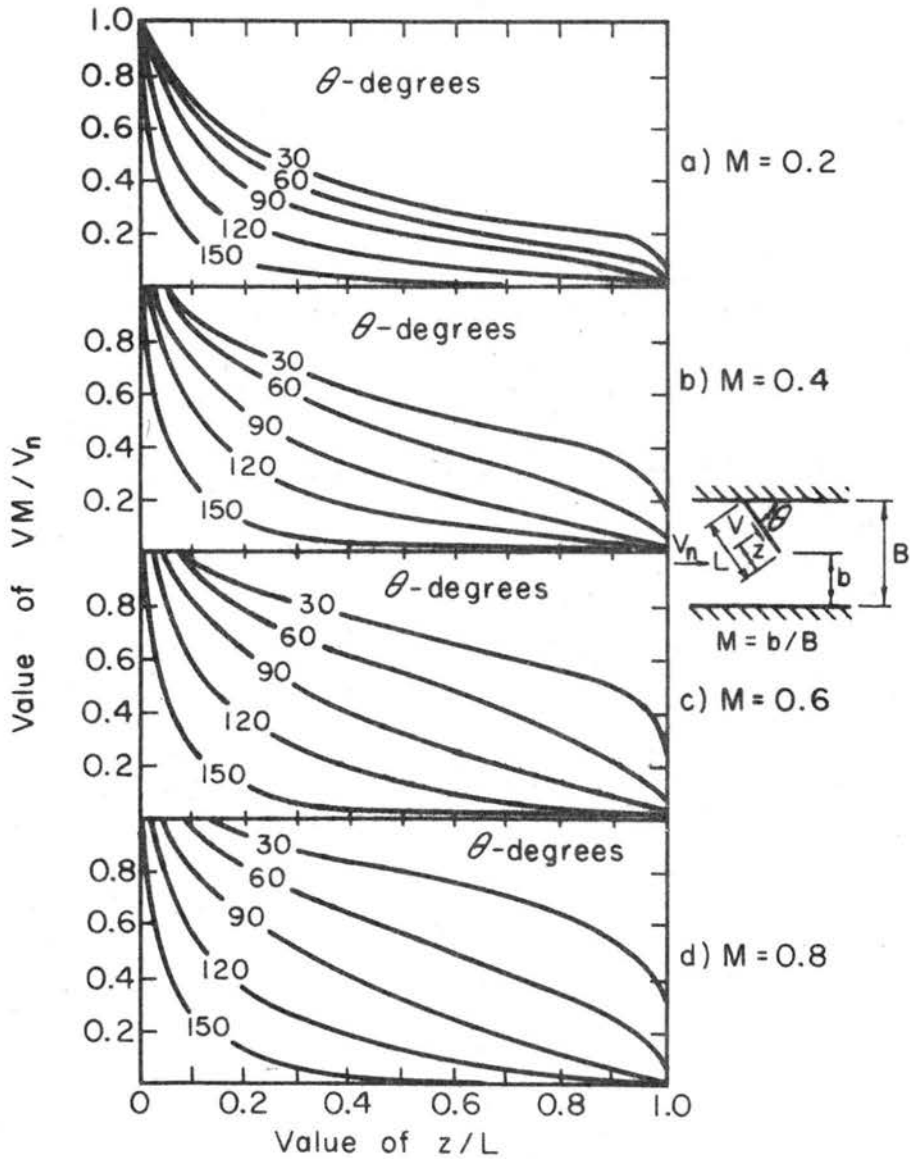 Value of VM/Vn
1.0
0.8
0.6
0.4
0.2
θ-degrees
30
60
90
120
150
a) M = 0.2
0.8
0.6
0.4
0.2
θ-degrees
30
60
90
120
150
b) M = 0.4
0.8
0.6
0.4
0.2
θ-degrees
30
60
90
120
150
c) M = 0.6
0.8
0.6
0.4
0.2
θ-degrees
30
60
90
120
150
d) M = 0.8
0
0.2
0.4
0.6
0.8
1.0
Value of z/L
θ
V
Vn
z
L
b
B
M = b/B